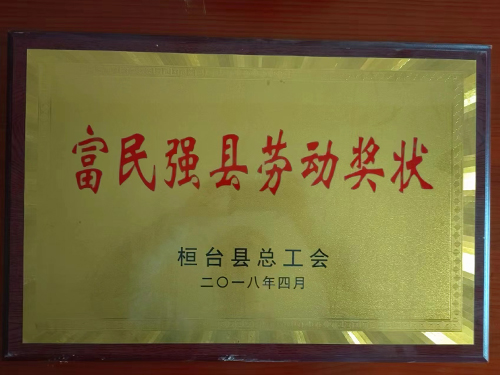 富民强县劳动奖状
桓台县总工会
二〇一八年四月